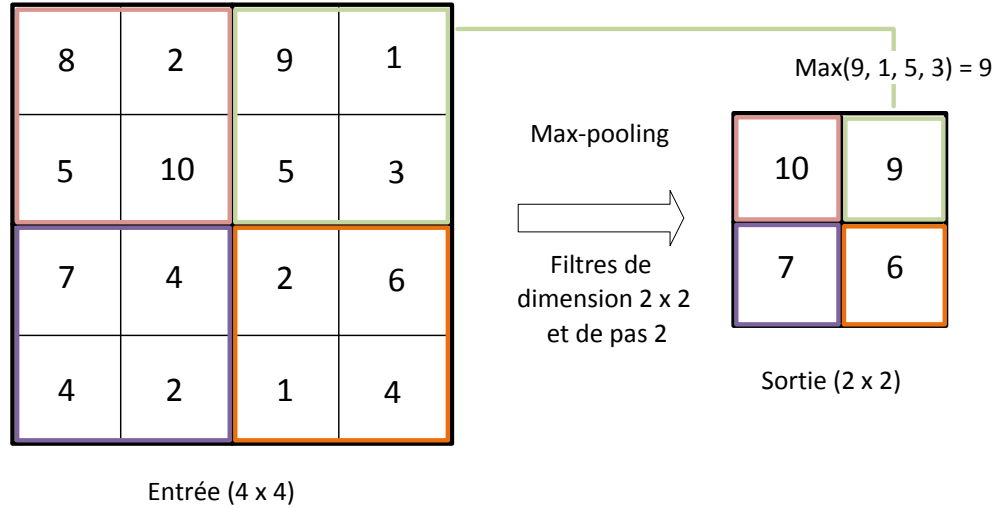 8 2 9 1
5 10 5 3
7 4 2 6
4 2 1 4
Entrée (4 x 4)
Max-pooling
Filtres de
dimension 2 x 2
et de pas 2
Max(9, 1, 5, 3) = 9
10 9
7 6
Sortie (2 x 2)